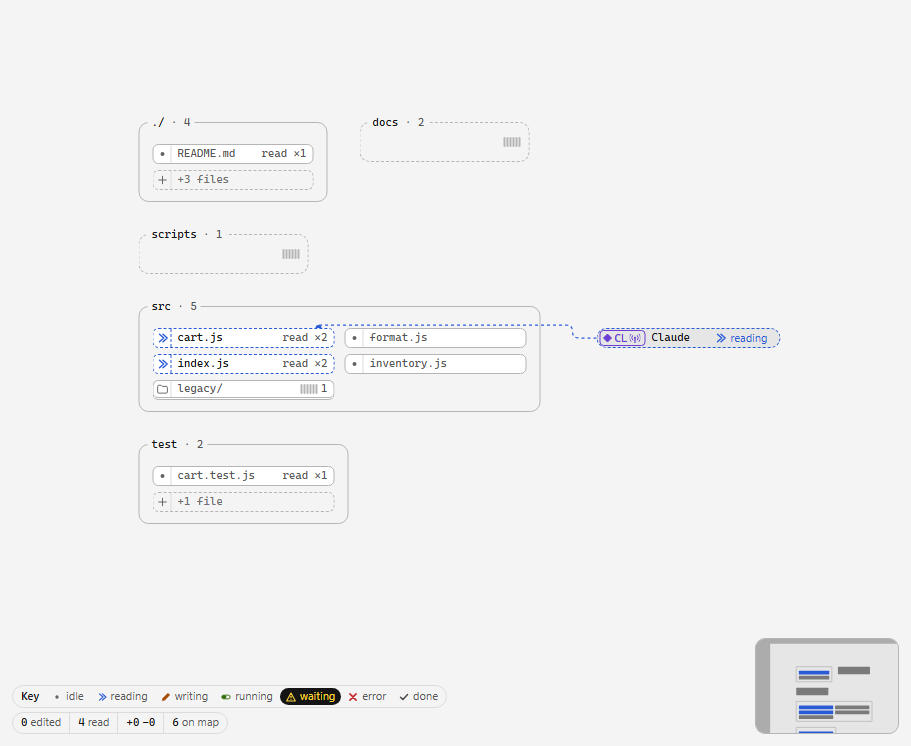 ./ · 4
README.md read ×1
+3 files
docs · 2
scripts · 1
src · 5
cart.js read ×2
format.js
CL Claude reading
index.js read ×2
inventory.js
legacy/ 1
test · 2
cart.test.js read ×1
+1 file
Key idle reading writing running waiting error done
0 edited 4 read +0 −0 6 on map